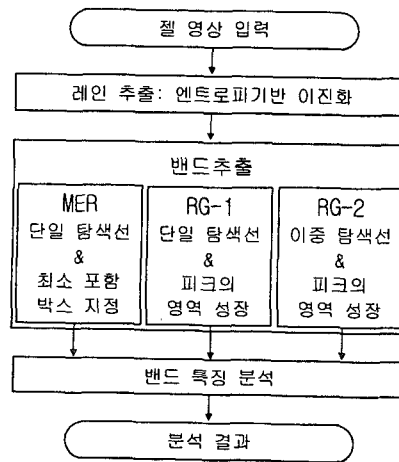 젤 영상 입력
레인 추출: 엔트로피기반 이진화
밴드추출
MER
단일 탐색선
&
최소 포함
박스 지정
RG-1
단일 탐색선
&
피크의
영역 성장
RG-2
이중 탐색선
&
피크의
영역 성장
밴드 특징 분석
분석 결과